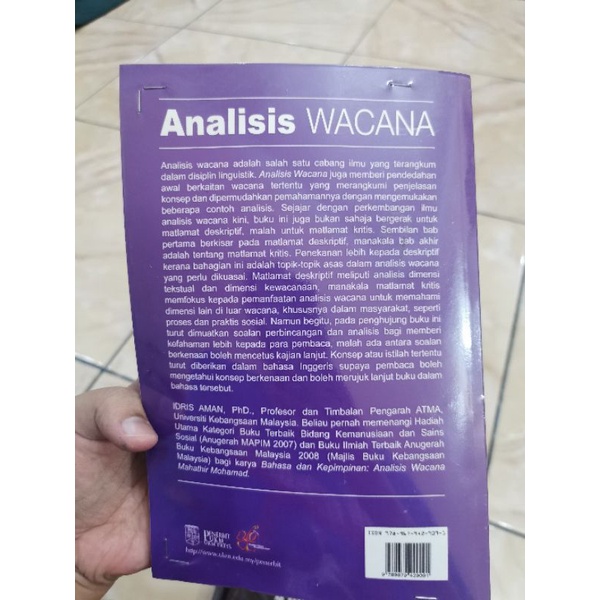 Analisis WACANA
Analisis wacana adalah salah satu cabang ilmu yang terangkum
dalam disiplin linguistik. Analisis Wacana juga memberi pendedahan
awal berkaitan wacana tertentu yang merangkumi penjelasan
konsep dan dipermudahkan pemahamannya dengan mengemukakan
beberapa contoh analisis. Sejajar dengan perkembangan ilmu
analisis wacana kini, buku ini juga bukan sahaja bergerak untuk
matlamat deskriptif, malah untuk matlamat kritis. Sembilan bab
pertama berkisar pada matlamat deskriptif, manakala bab akhir
adalah tentang matlamat kritis. Penekanan lebih kepada deskriptif
kerana bahagian ini adalah topik-topik asas dalam analisis wacana
yang perlu dikuasai. Matlamat deskriptif meliputi analisis dimensi
tekstual dan dimensi kewacanaan, manakala matlamat kritis
memfokus kepada pemanfaatan analisis wacana untuk memahami
dimensi lain di luar wacana, khususnya dalam masyarakat, seperti
proses dan praktis sosial. Namun begitu, pada penghujung buku ini
turut dimuatkan soalan perbincangan dan analisis bagi memberi
kefahaman lebih kepada para pembaca, malah ada antara soalan
berkenaan boleh mencetus kajian lanjut. Konsep atau istilah tertentu
turut diberikan dalam bahasa Inggeris supaya pembaca boleh
mengetahui konsep berkenaan dan boleh merujuk lanjut buku dalam
bahasa tersebut.
IDRIS AMAN, PhD., Profesor dan Timbalan Pengarah ATMA,
Universiti Kebangsaan Malaysia. Beliau pernah memenangi Hadiah
Utama Kategori Buku Terbaik Bidang Kemanusiaan dan Sains
Sosial (Anugerah MAPIM 2007) dan Buku Ilmiah Terbaik Anugerah
Buku Kebangsaan Malaysia 2008 (Majlis Buku Kebangsaan
Malaysia) bagi karya Bahasa dan Kepimpinan: Analisis Wacana
Mahathir Mohamad.
http://www.ukm.edu.my/penerbit
ISBN